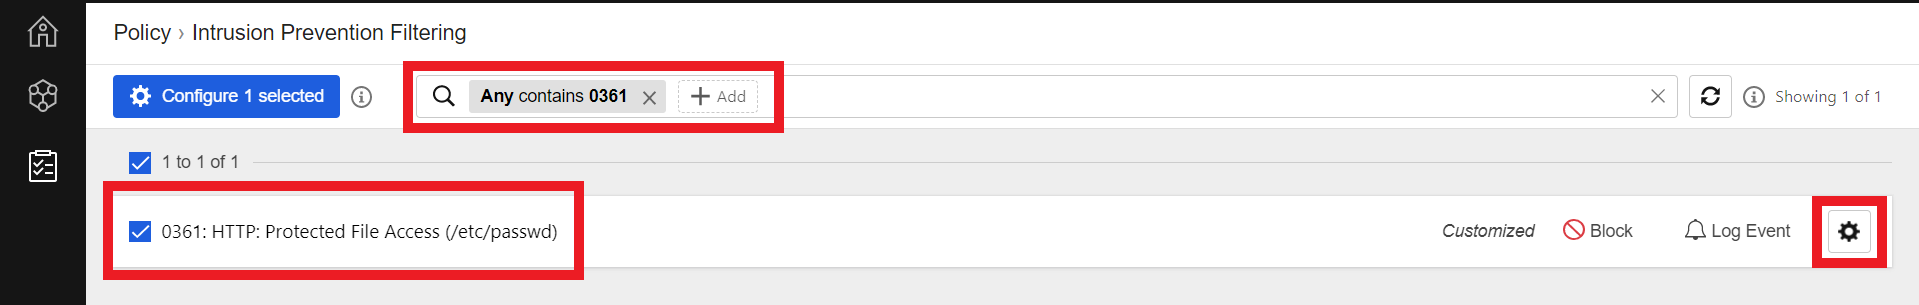 Policy › Intrusion Prevention Filtering
Configure 1 selected
Any contains 0361
Add
Showing 1 of 1
1 to 1 of 1
0361: HTTP: Protected File Access (/etc/passwd)
Customized
Block
Log Event